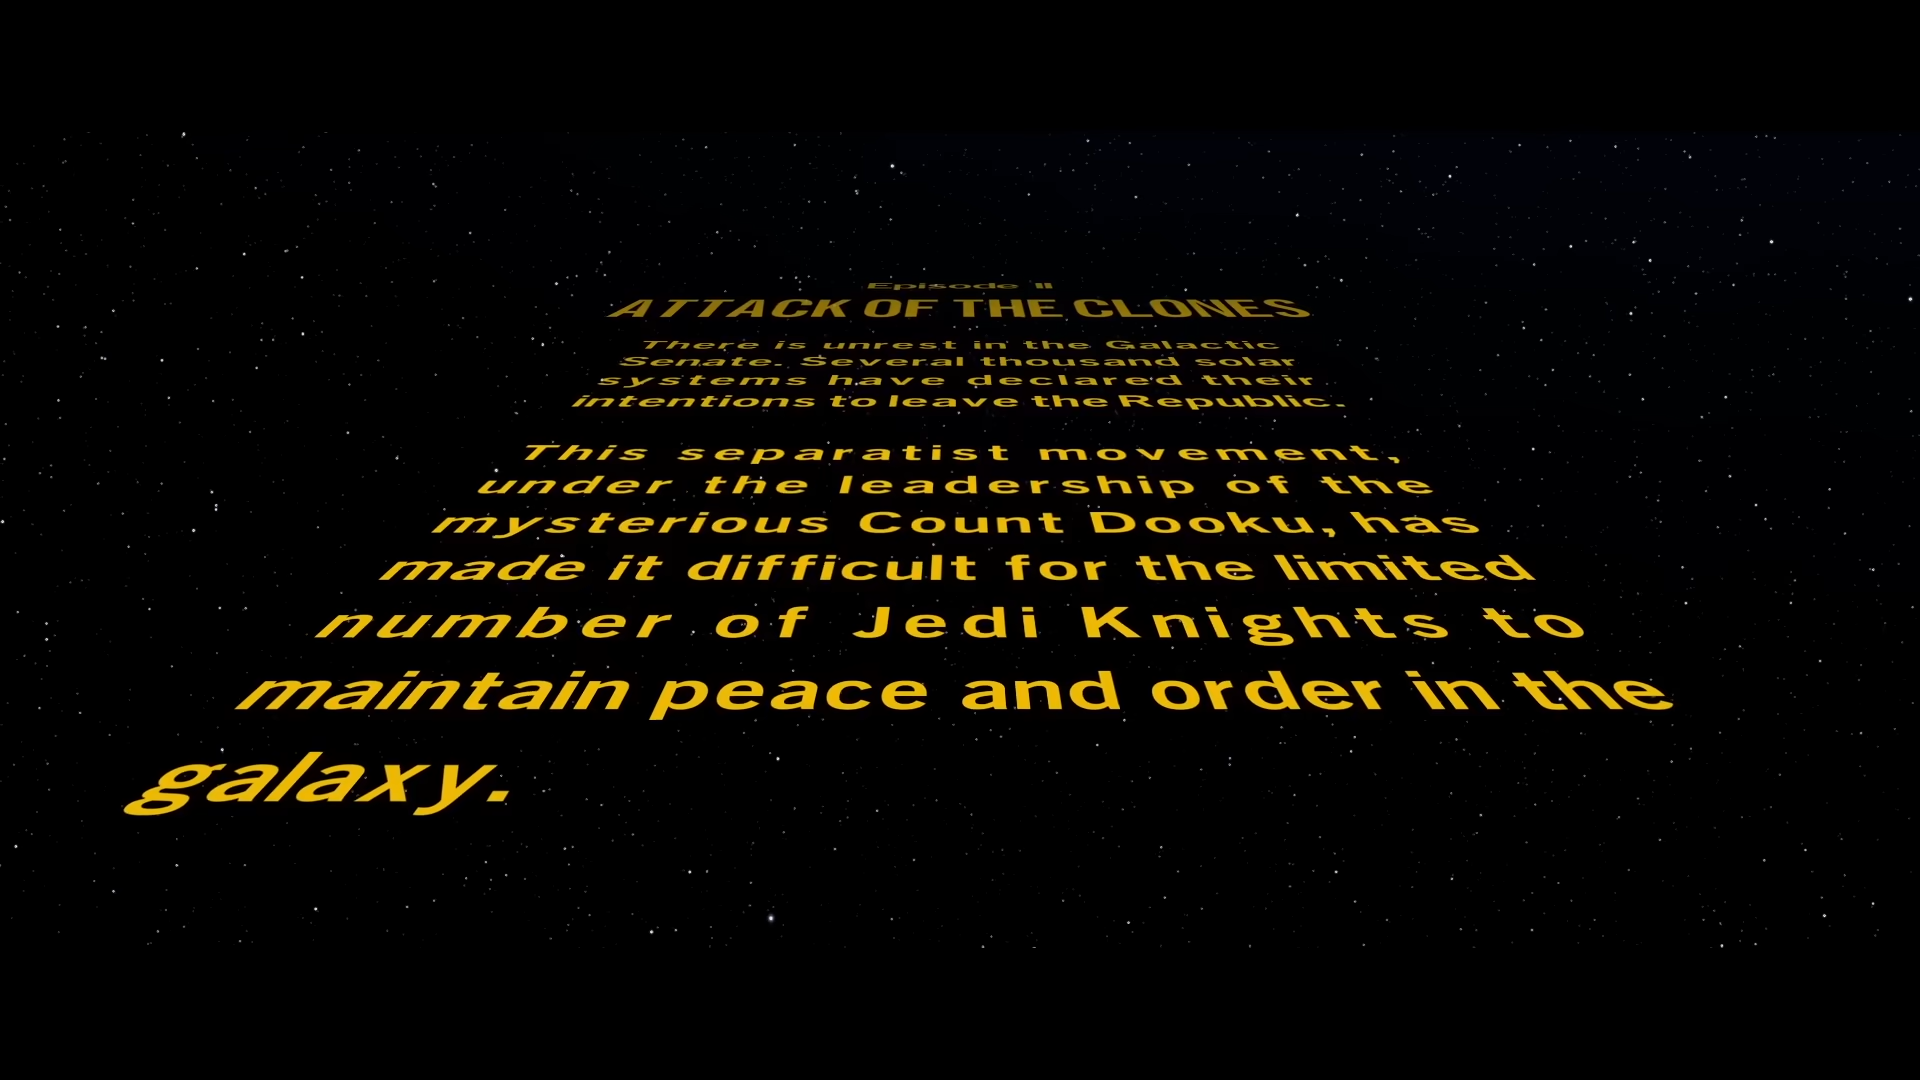 Episode II
ATTACK OF THE CLONES
There is unrest in the Galactic
Senate. Several thousand solar
systems have declared their
intentions to leave the Republic.
This separatist movement,
under the leadership of the
mysterious Count Dooku, has
made it difficult for the limited
number of Jedi Knights to
maintain peace and order in the
galaxy.